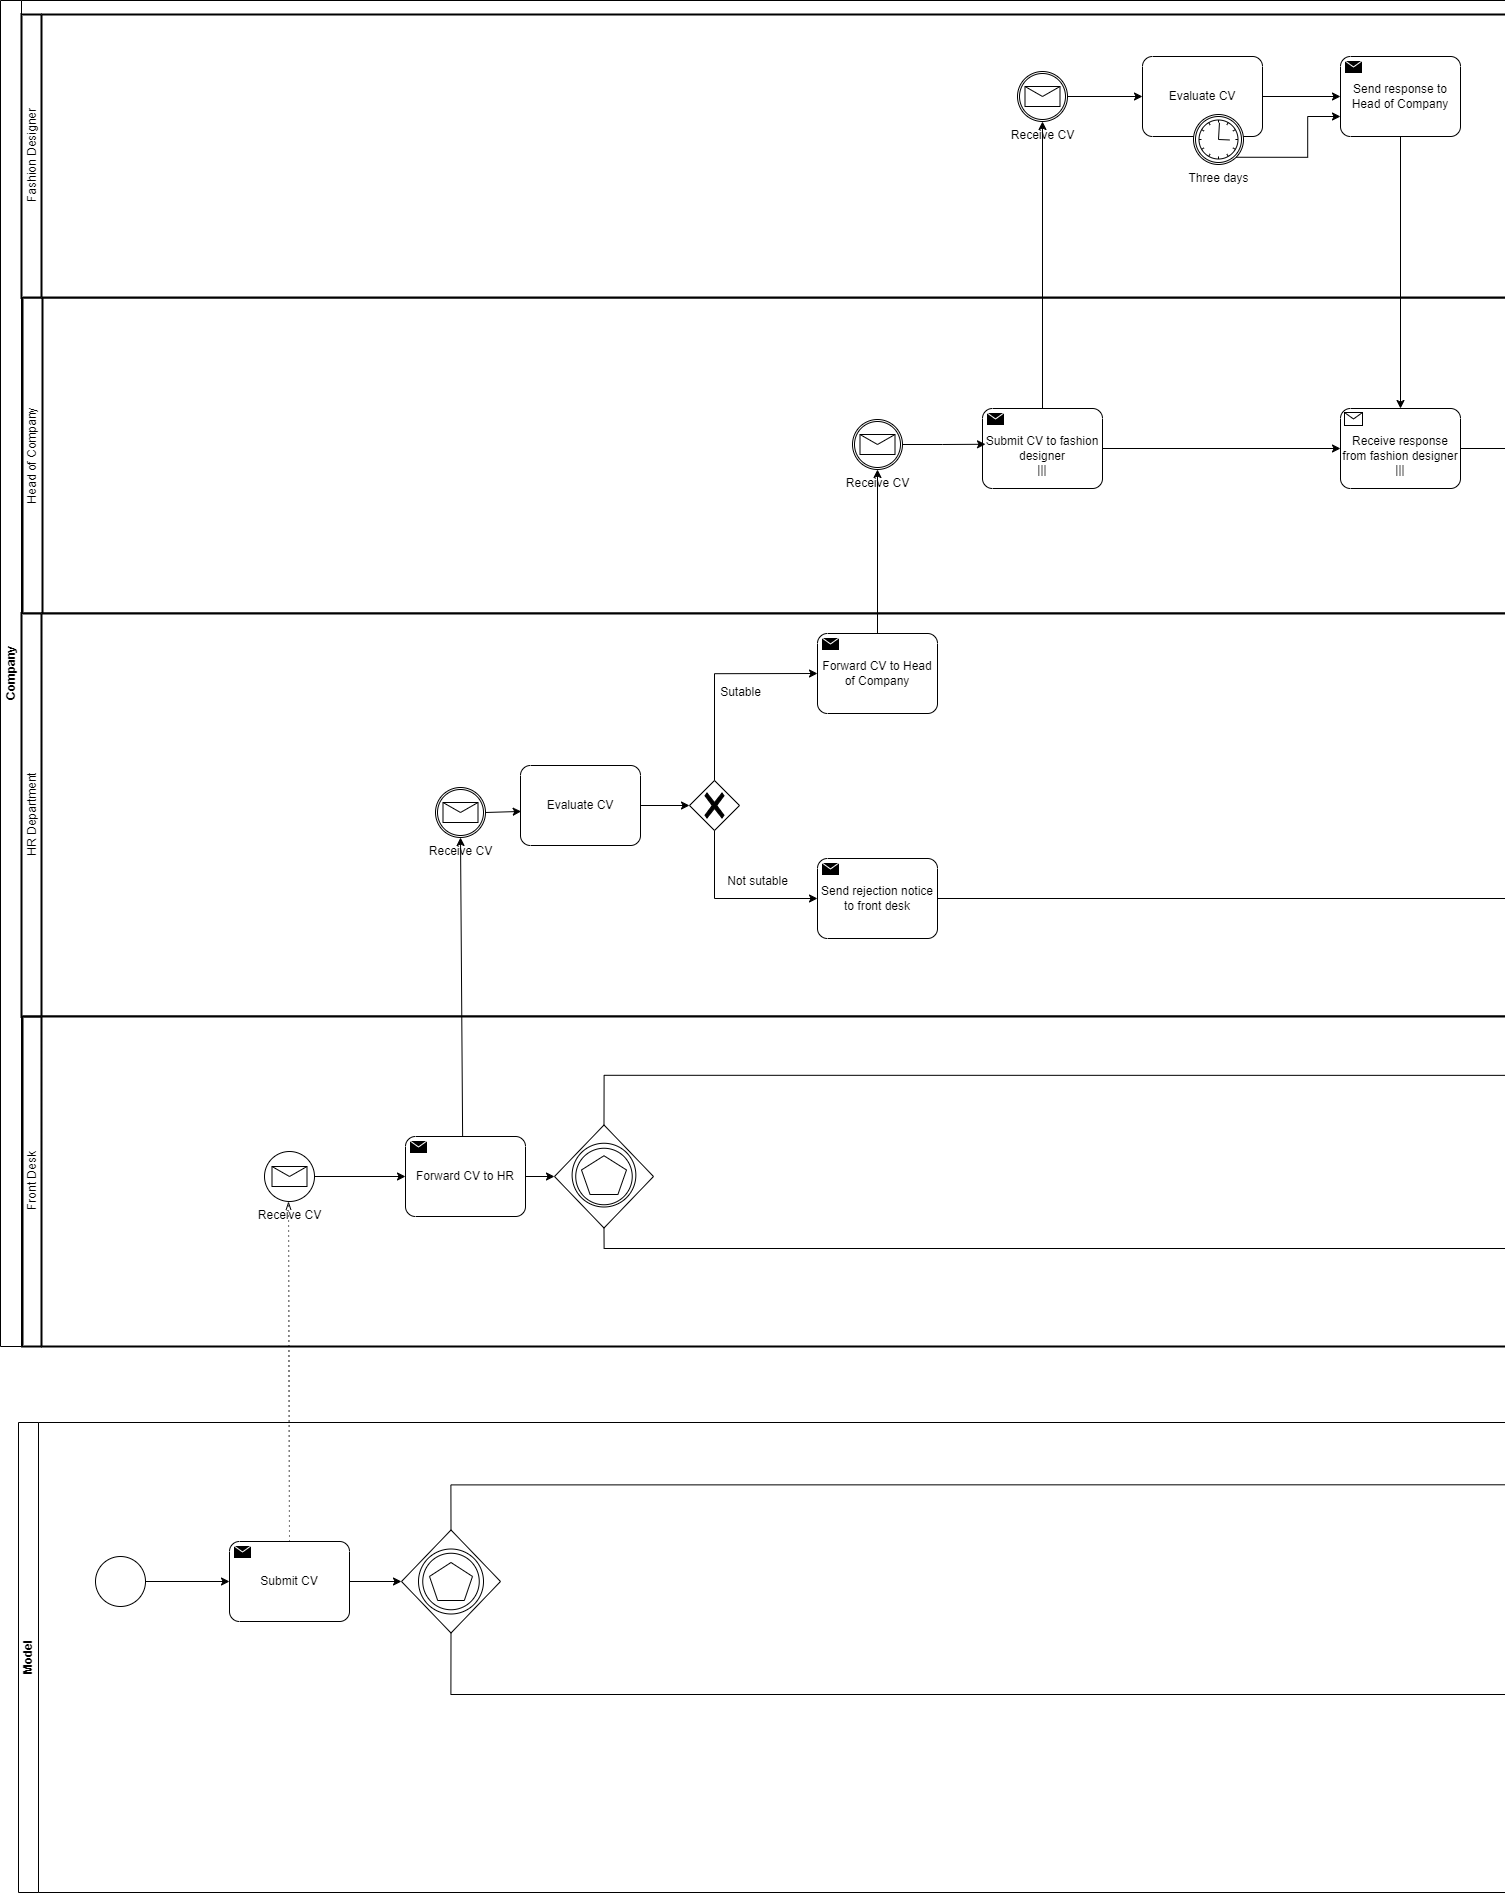 Company
Fashion Designer
Receive CV
Evaluate CV
Three days
Send response to
Head of Company
Head of Company
Receive CV
Submit CV to fashion
designer
Receive response
from fashion designer
HR Department
Receive CV
Evaluate CV
Sutable
Forward CV to Head
of Company
Not sutable
Send rejection notice
to front desk
Front Desk
Receive CV
Forward CV to HR
Model
Submit CV